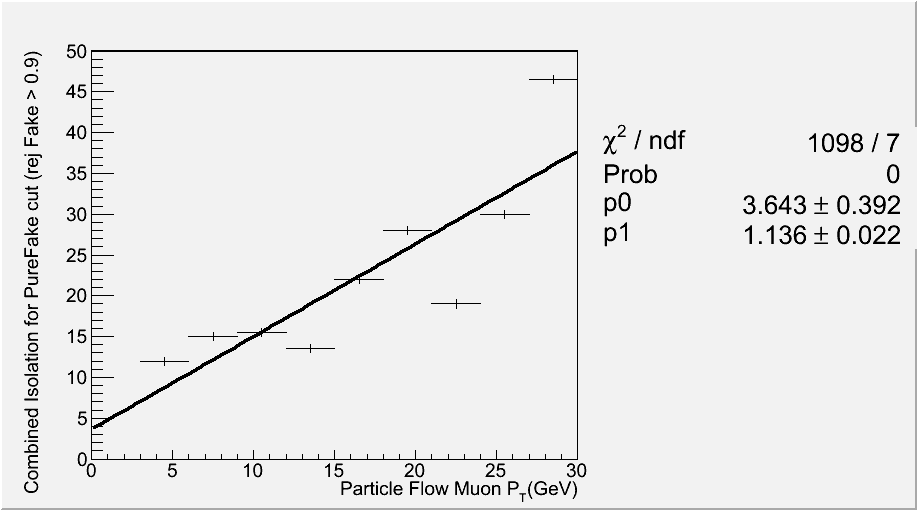 Combined Isolation for PureFake cut (rej Fake > 0.9)
50
45
40
35
30
25
20
15
10
5
0
0 5 10 15 20 25 30
Particle Flow Muon P_T(GeV)
χ² / ndf 1098 / 7
Prob 0
p0 3.643 ± 0.392
p1 1.136 ± 0.022